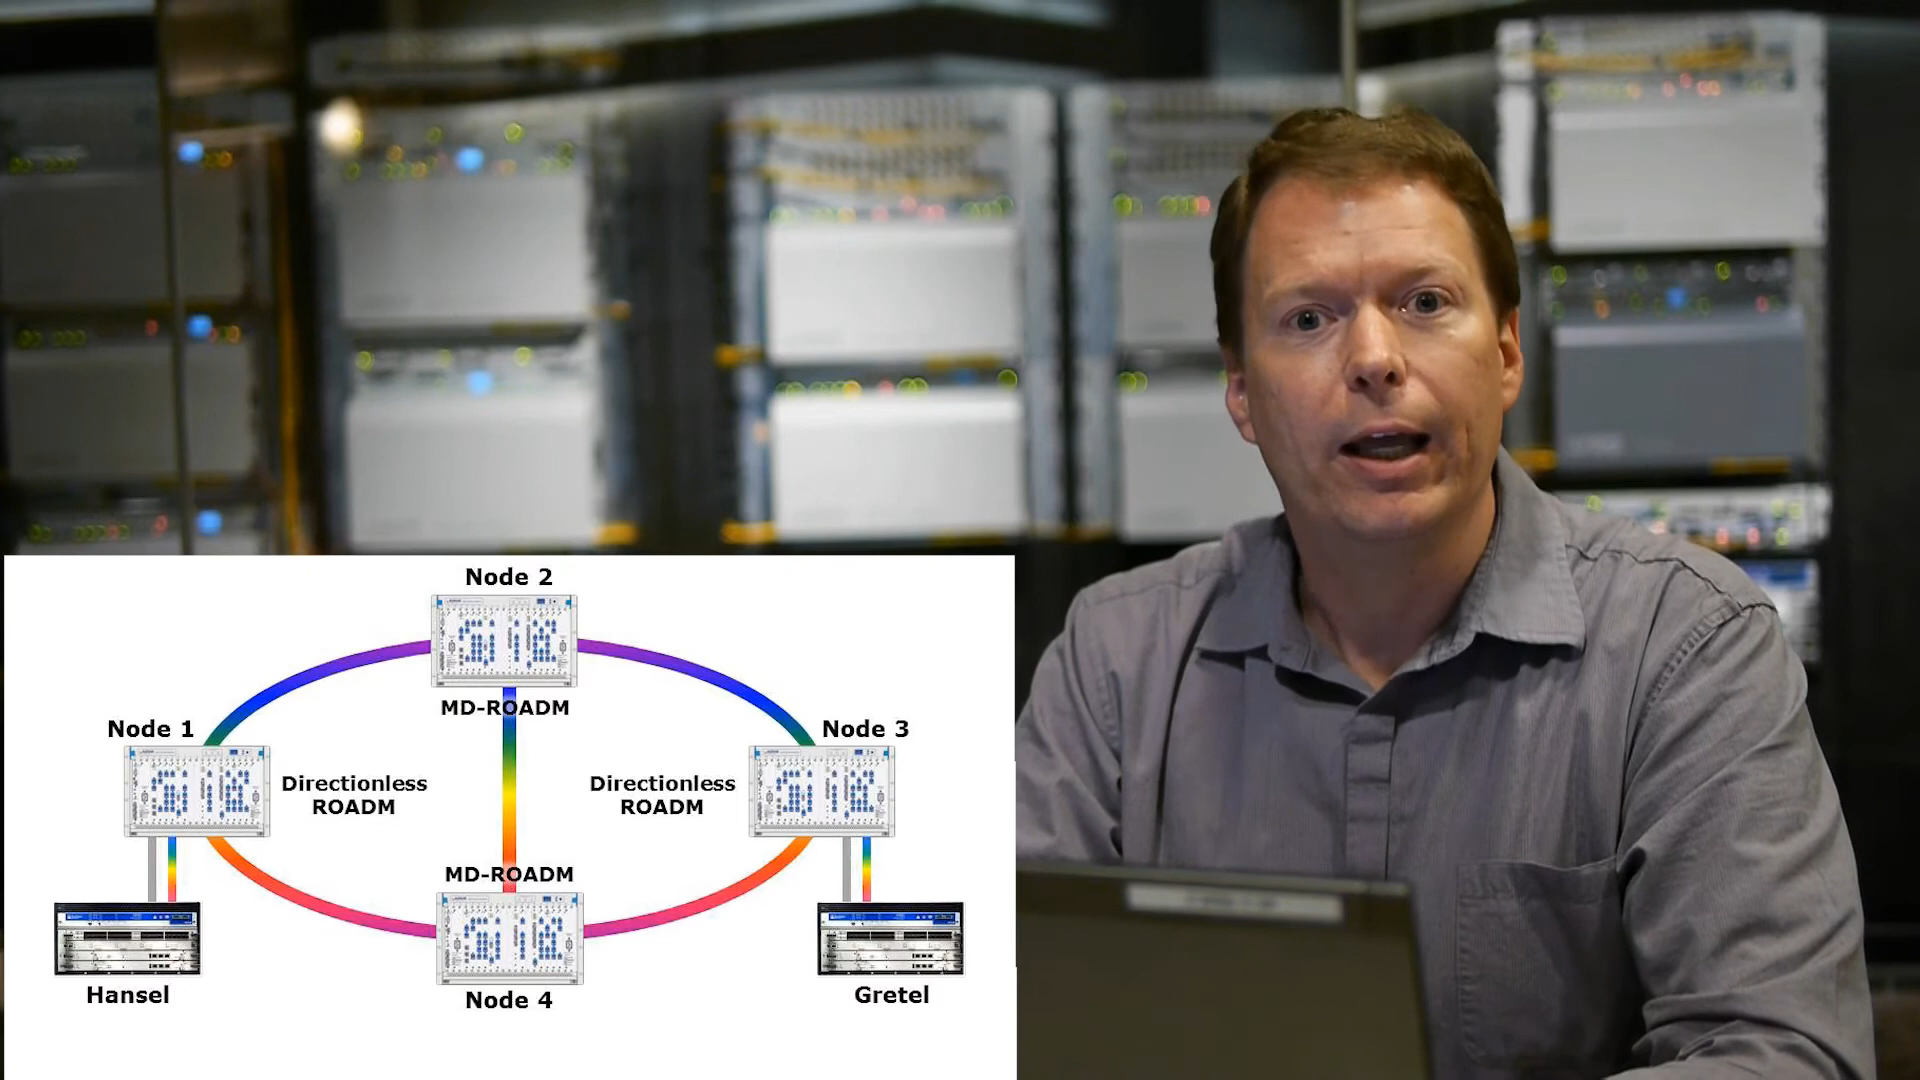 Node 2
MD-ROADM
Node 1
Node 3
Directionless
ROADM
Directionless
ROADM
MD-ROADM
Hansel
Node 4
Gretel